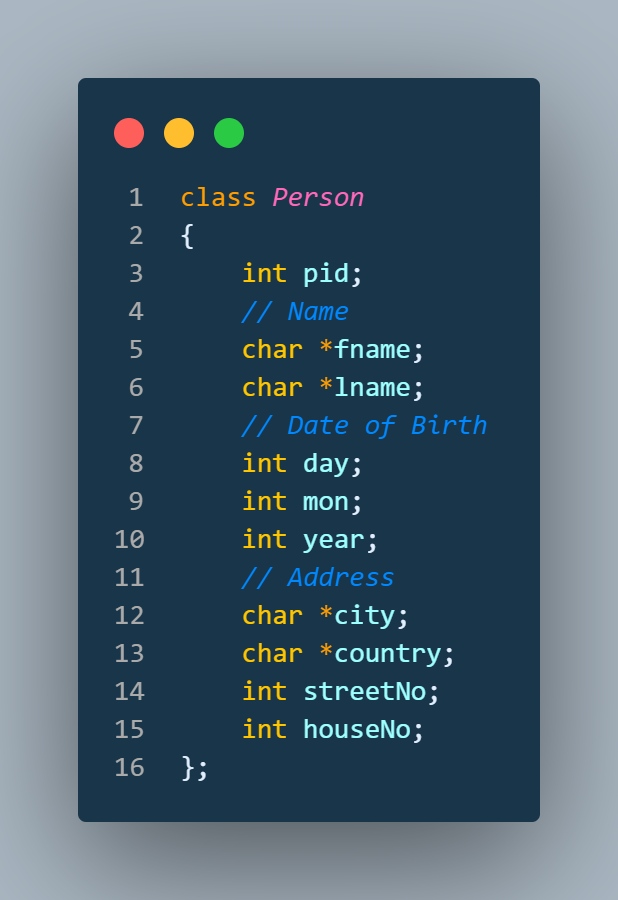 1 class Person
2 {
3     int pid;
4     // Name
5     char *fname;
6     char *lname;
7     // Date of Birth
8     int day;
9     int mon;
10     int year;
11     // Address
12     char *city;
13     char *country;
14     int streetNo;
15     int houseNo;
16 };